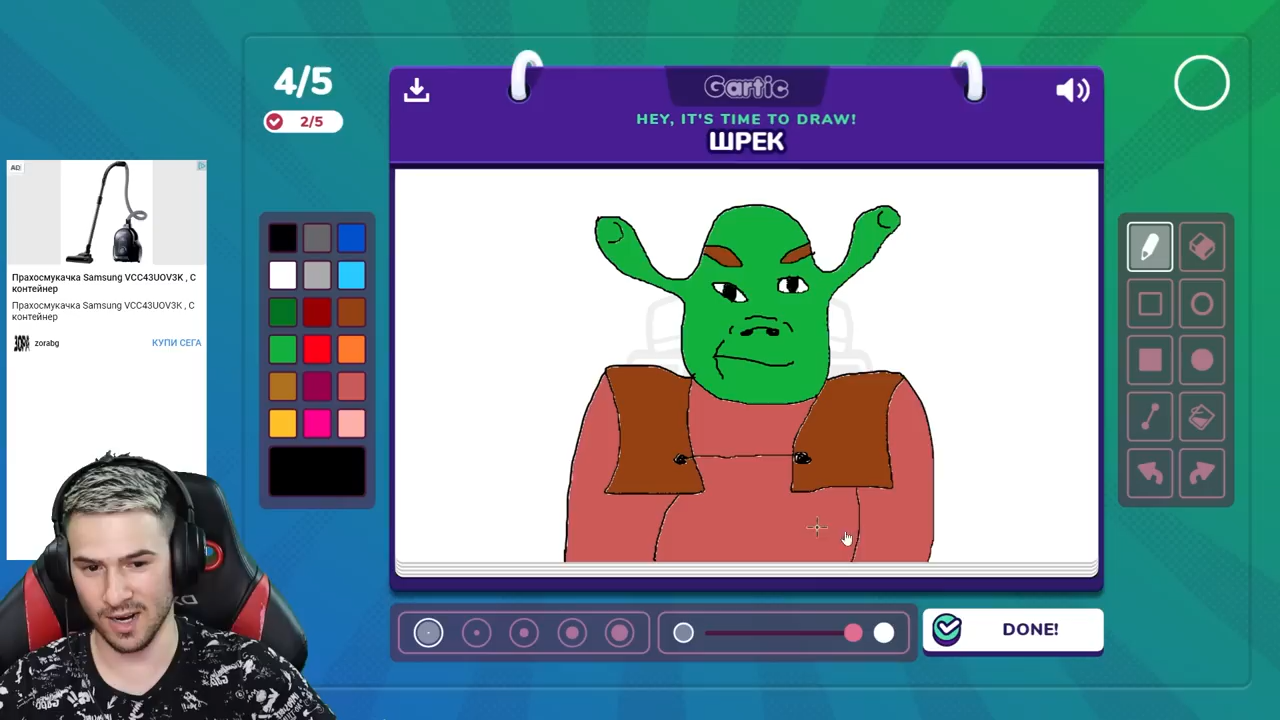 4/5
2/5
Gartic
HEY, IT'S TIME TO DRAW!
ШРЕК
AD
Прахосмукачка Samsung VCC43UOV3K , С
контейнер
Прахосмукачка Samsung VCC43UOV3K , С
контейнер
zorabg
КУПИ СЕГА
DONE!